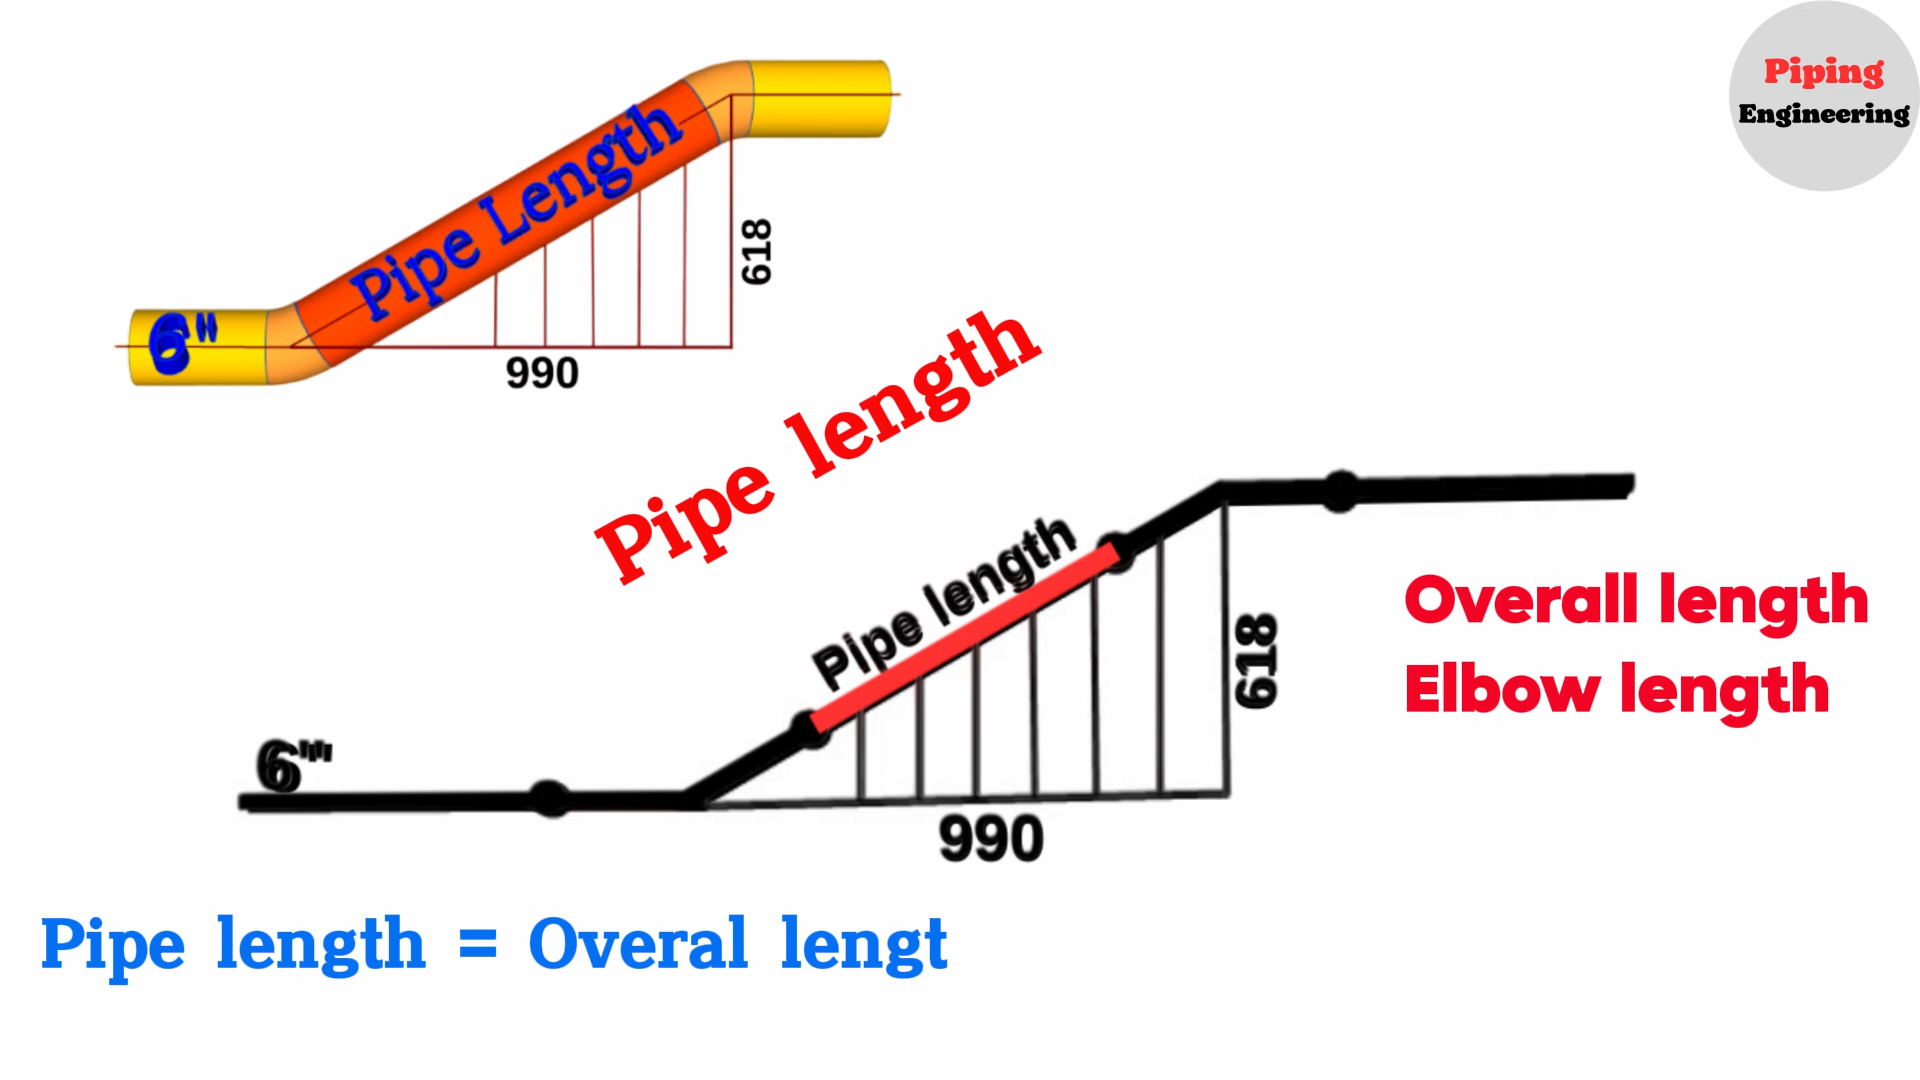 Piping
Engineering
Pipe Length
618
6"
990
Pipe length
Pipe length
Overall length
618
Elbow length
6"'
990
Pipe length = Overal lengt